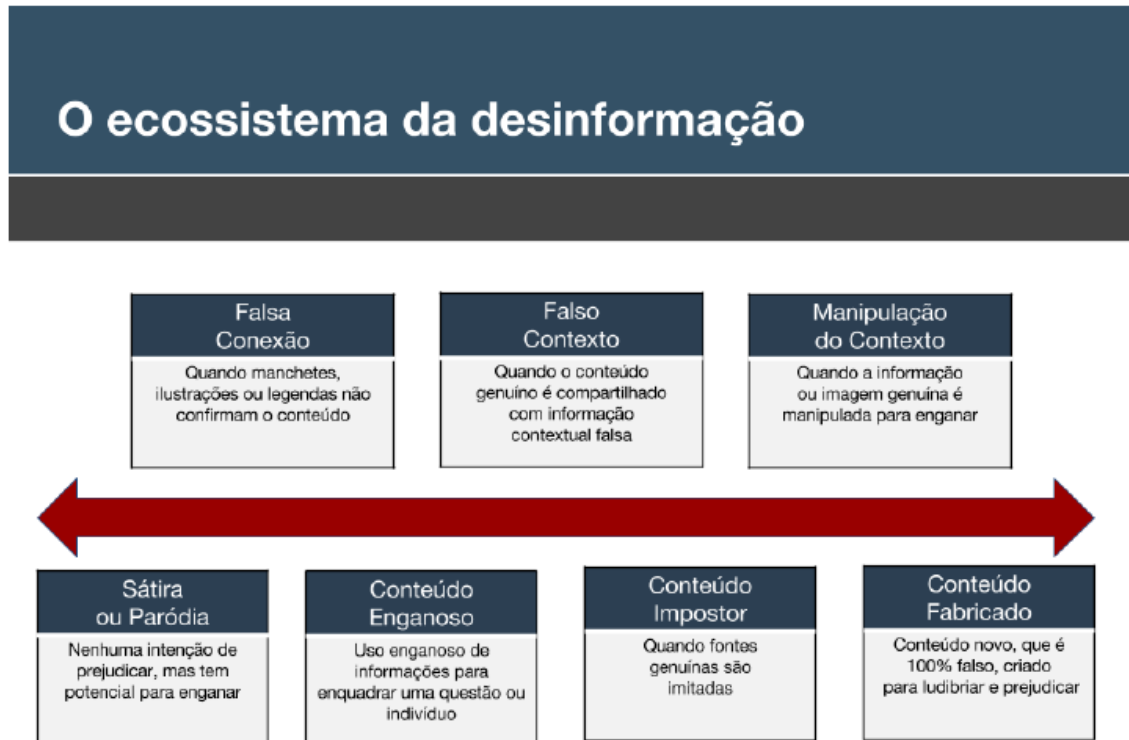 O ecossistema da desinformação
Falsa
Conexão
Quando manchetes,
ilustrações ou legendas não
confirmam o conteúdo
Falso
Contexto
Quando o conteúdo
genuíno é compartilhado
com informação
contextual falsa
Manipulação
do Contexto
Quando a informação
ou imagem genuína é
manipulada para enganar
Sátira
ou Paródia
Nenhuma intenção de
prejudicar, mas tem
potencial para enganar
Conteúdo
Enganoso
Uso enganoso de
informações para
enquadrar uma questão ou
indivíduo
Conteúdo
Impostor
Quando fontes
genuínas são
imitadas
Conteúdo
Fabricado
Conteúdo novo, que é
100% falso, criado
para ludibriar e prejudicar